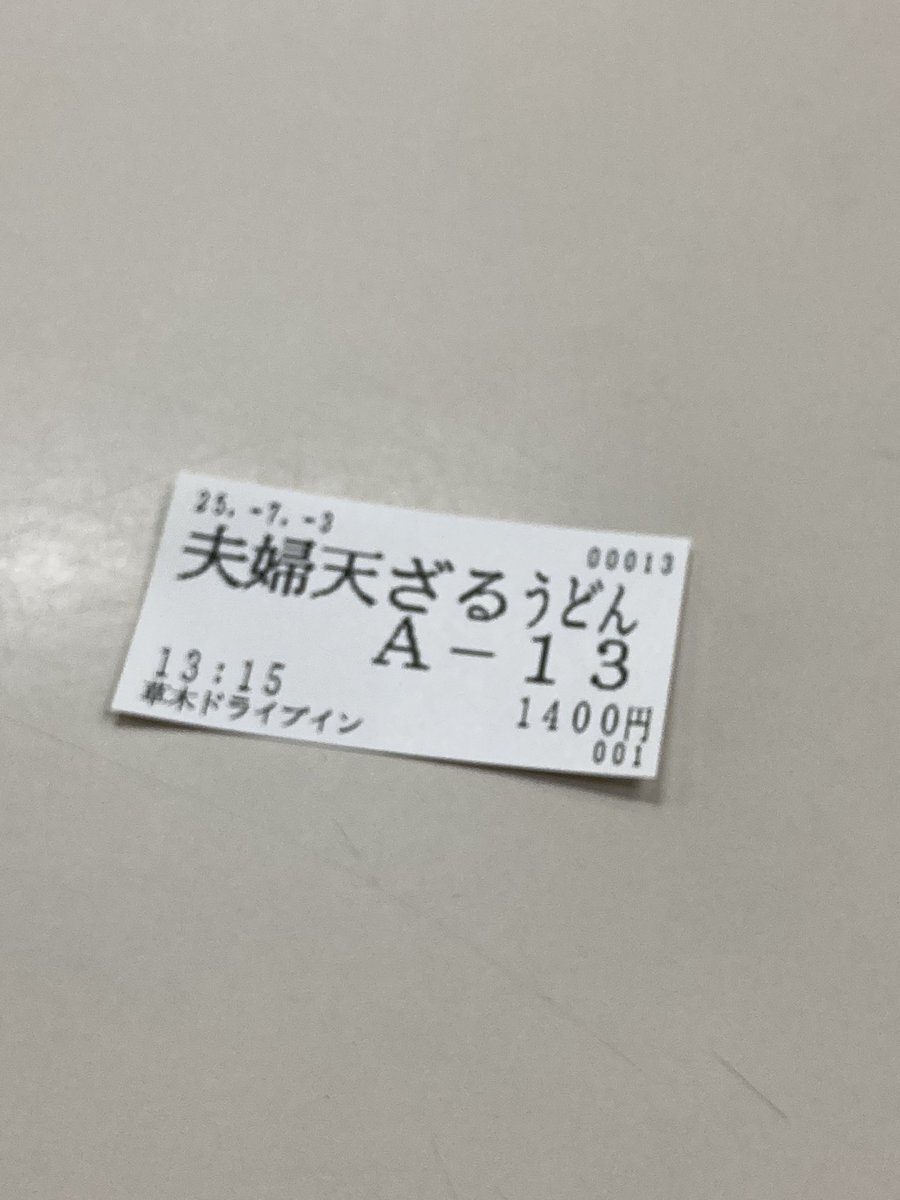 25.-7.-3
00013
夫婦天ざるうどん
A-13
13:15
1400円
草木ドライブイン
001